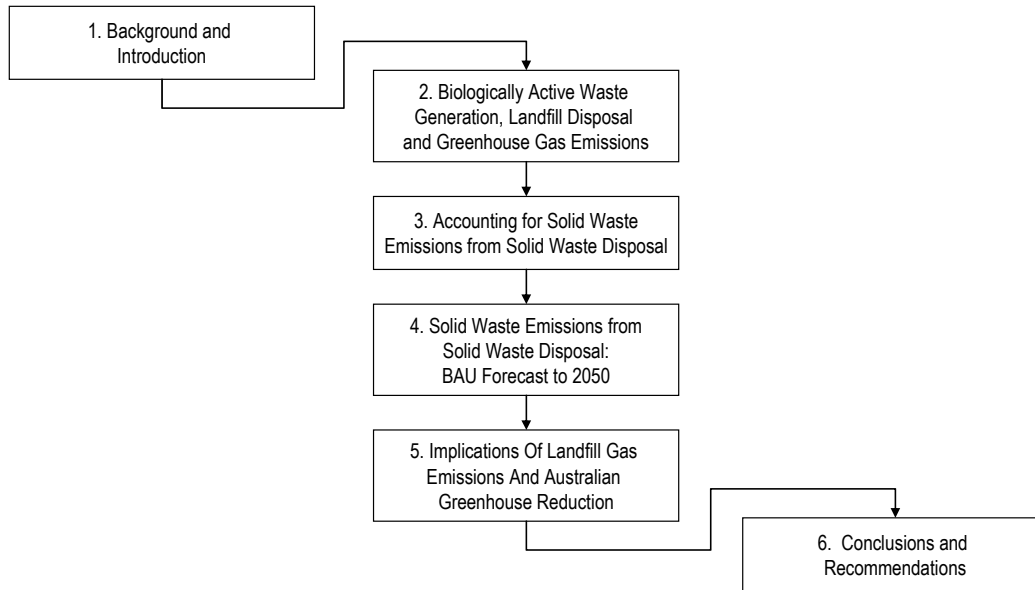 1. Background and
Introduction
2. Biologically Active Waste
Generation, Landfill Disposal
and Greenhouse Gas Emissions
3. Accounting for Solid Waste
Emissions from Solid Waste Disposal
4. Solid Waste Emissions from
Solid Waste Disposal:
BAU Forecast to 2050
5. Implications Of Landfill Gas
Emissions And Australian
Greenhouse Reduction
6. Conclusions and
Recommendations